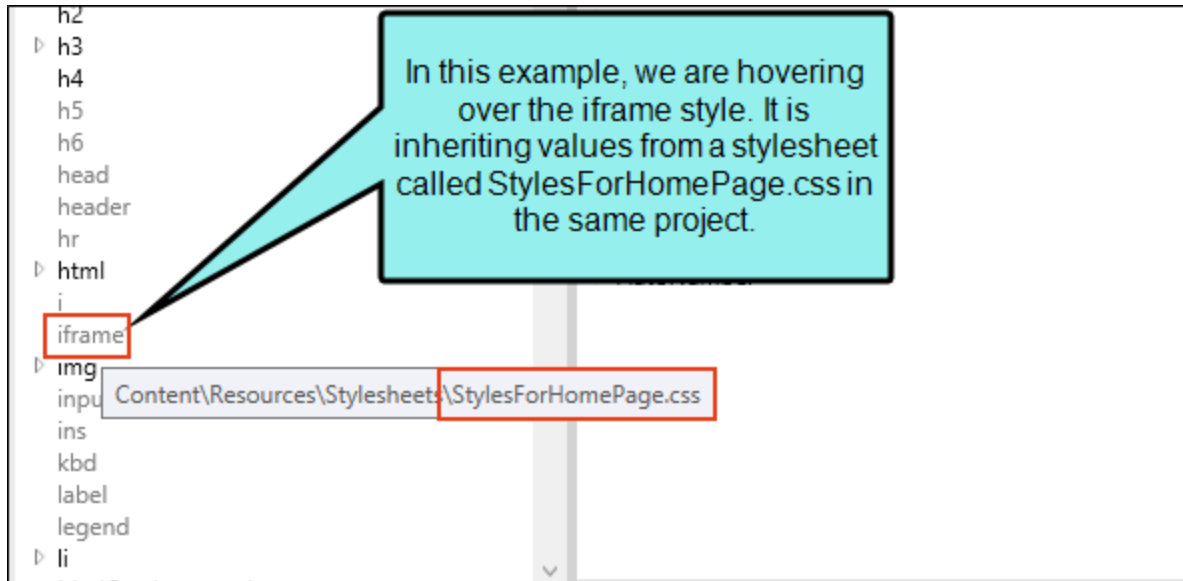 h2
h3
h4
h5
h6
head
header
hr
html
i
iframe
img
ins
kbd
label
legend
li
In this example, we are hovering
over the iframe style. It is
inheriting values from a stylesheet
called StylesForHomePage.css in
the same project.
Content\Resources\Stylesheets\StylesForHomePage.css